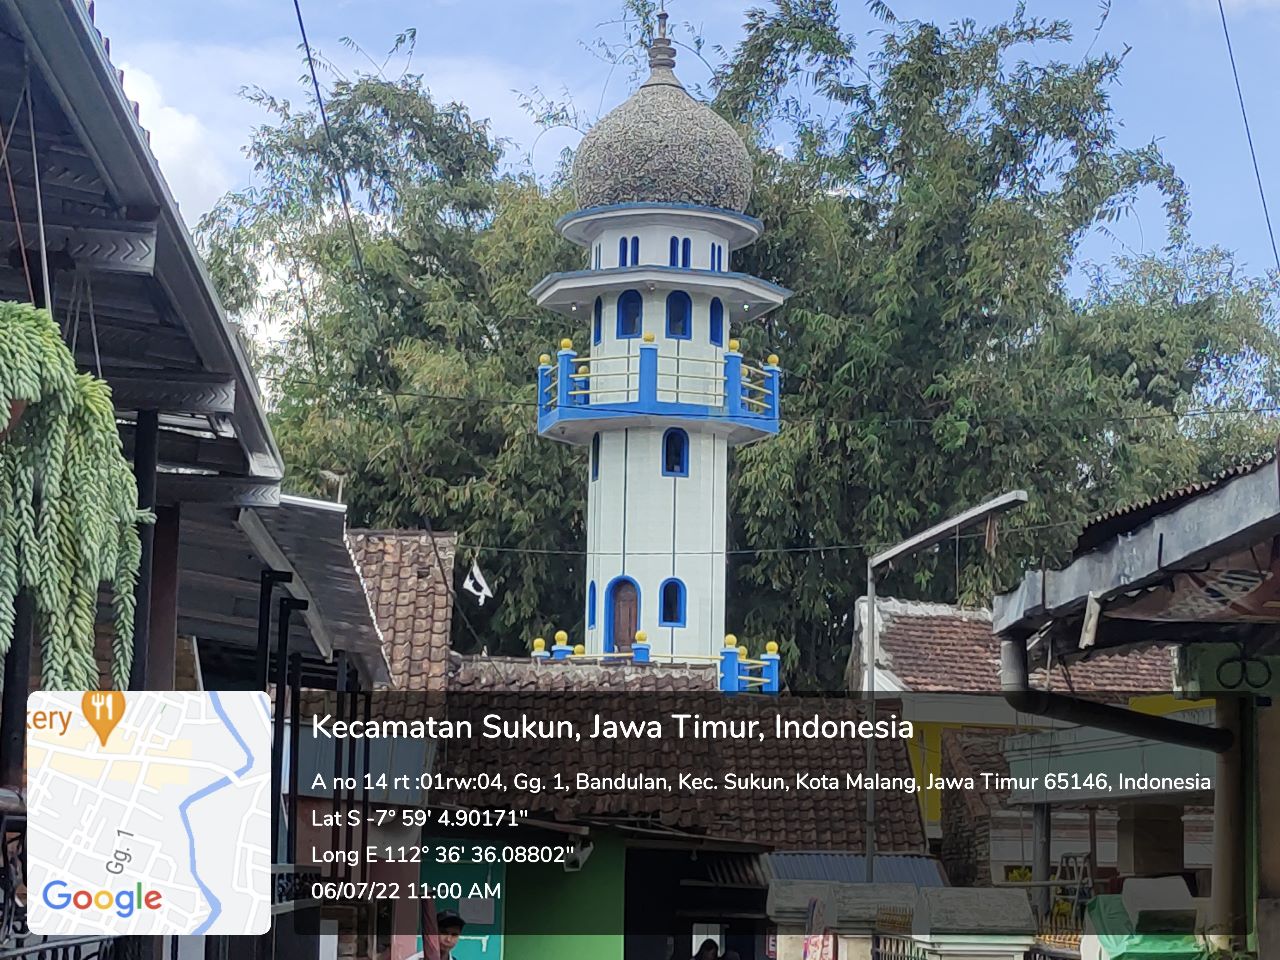 kery
Gg. 1
Google
Kecamatan Sukun, Jawa Timur, Indonesia
A no 14 rt :01rw:04, Gg. 1, Bandulan, Kec. Sukun, Kota Malang, Jawa Timur 65146, Indonesia
Lat S -7° 59' 4.90171"
Long E 112° 36' 36.08802"
06/07/22 11:00 AM